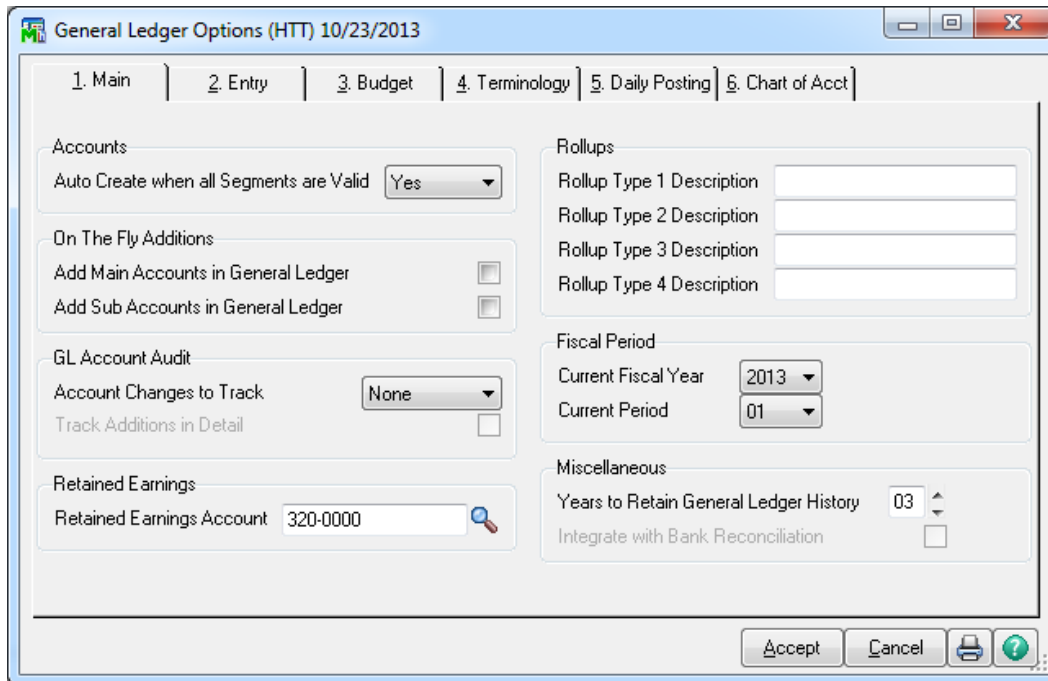 General Ledger Options (HTT) 10/23/2013
1. Main
2. Entry
3. Budget
4. Terminology
5. Daily Posting
6. Chart of Acct
Accounts
Auto Create when all Segments are Valid Yes
On The Fly Additions
Add Main Accounts in General Ledger
Add Sub Accounts in General Ledger
GL Account Audit
Account Changes to Track None
Track Additions in Detail
Retained Earnings
Retained Earnings Account 320-0000
Rollups
Rollup Type 1 Description
Rollup Type 2 Description
Rollup Type 3 Description
Rollup Type 4 Description
Fiscal Period
Current Fiscal Year 2013
Current Period 01
Miscellaneous
Years to Retain General Ledger History 03
Integrate with Bank Reconciliation
Accept
Cancel